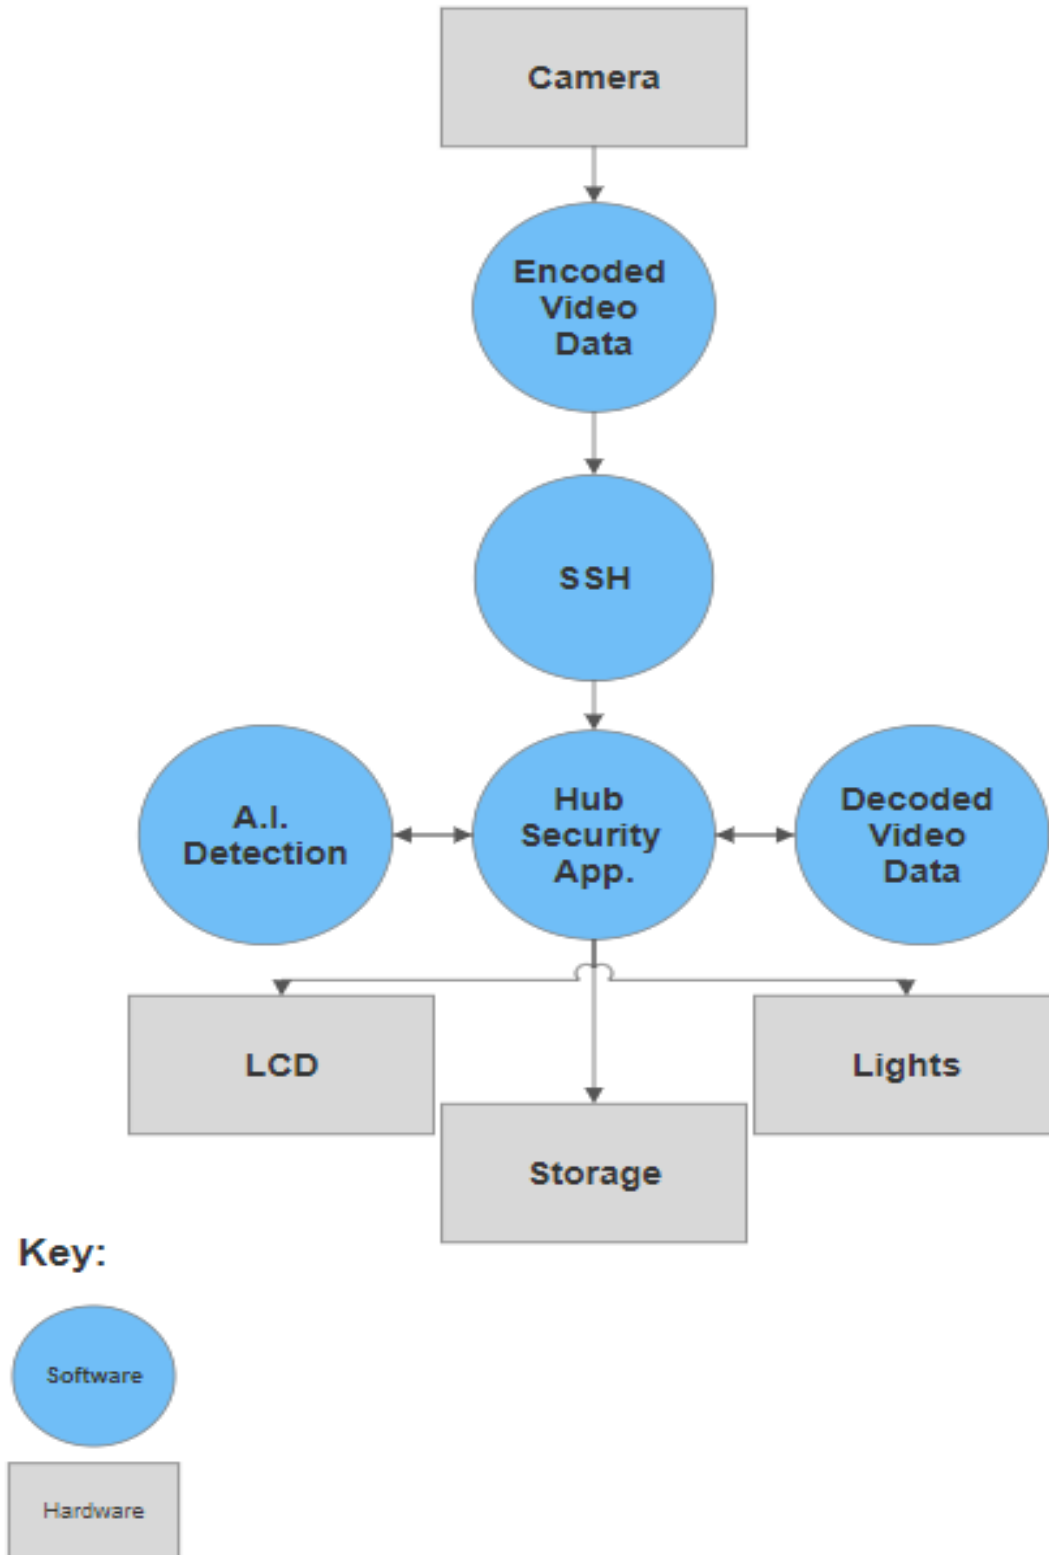 Camera
Encoded
Video
Data
SSH
A.I.
Detection
Hub
Security
App.
Decoded
Video
Data
LCD
Lights
Storage
Key:
Software
Hardware